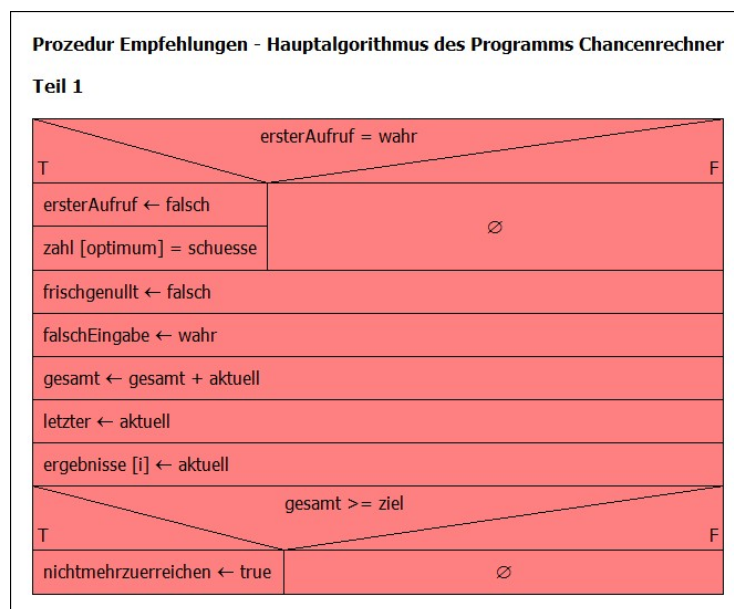 Prozedur Empfehlungen - Hauptalgorithmus des Programms Chancenrechner
Teil 1
ersterAufruf = wahr
T F
ersterAufruf ← falsch
∅
zahl [optimum] = schuesse
frischgenullt ← falsch
falschEingabe ← wahr
gesamt ← gesamt + aktuell
letzter ← aktuell
ergebnisse [i] ← aktuell
gesamt >= ziel
T F
nichtmehrzuerreichen ← true ∅